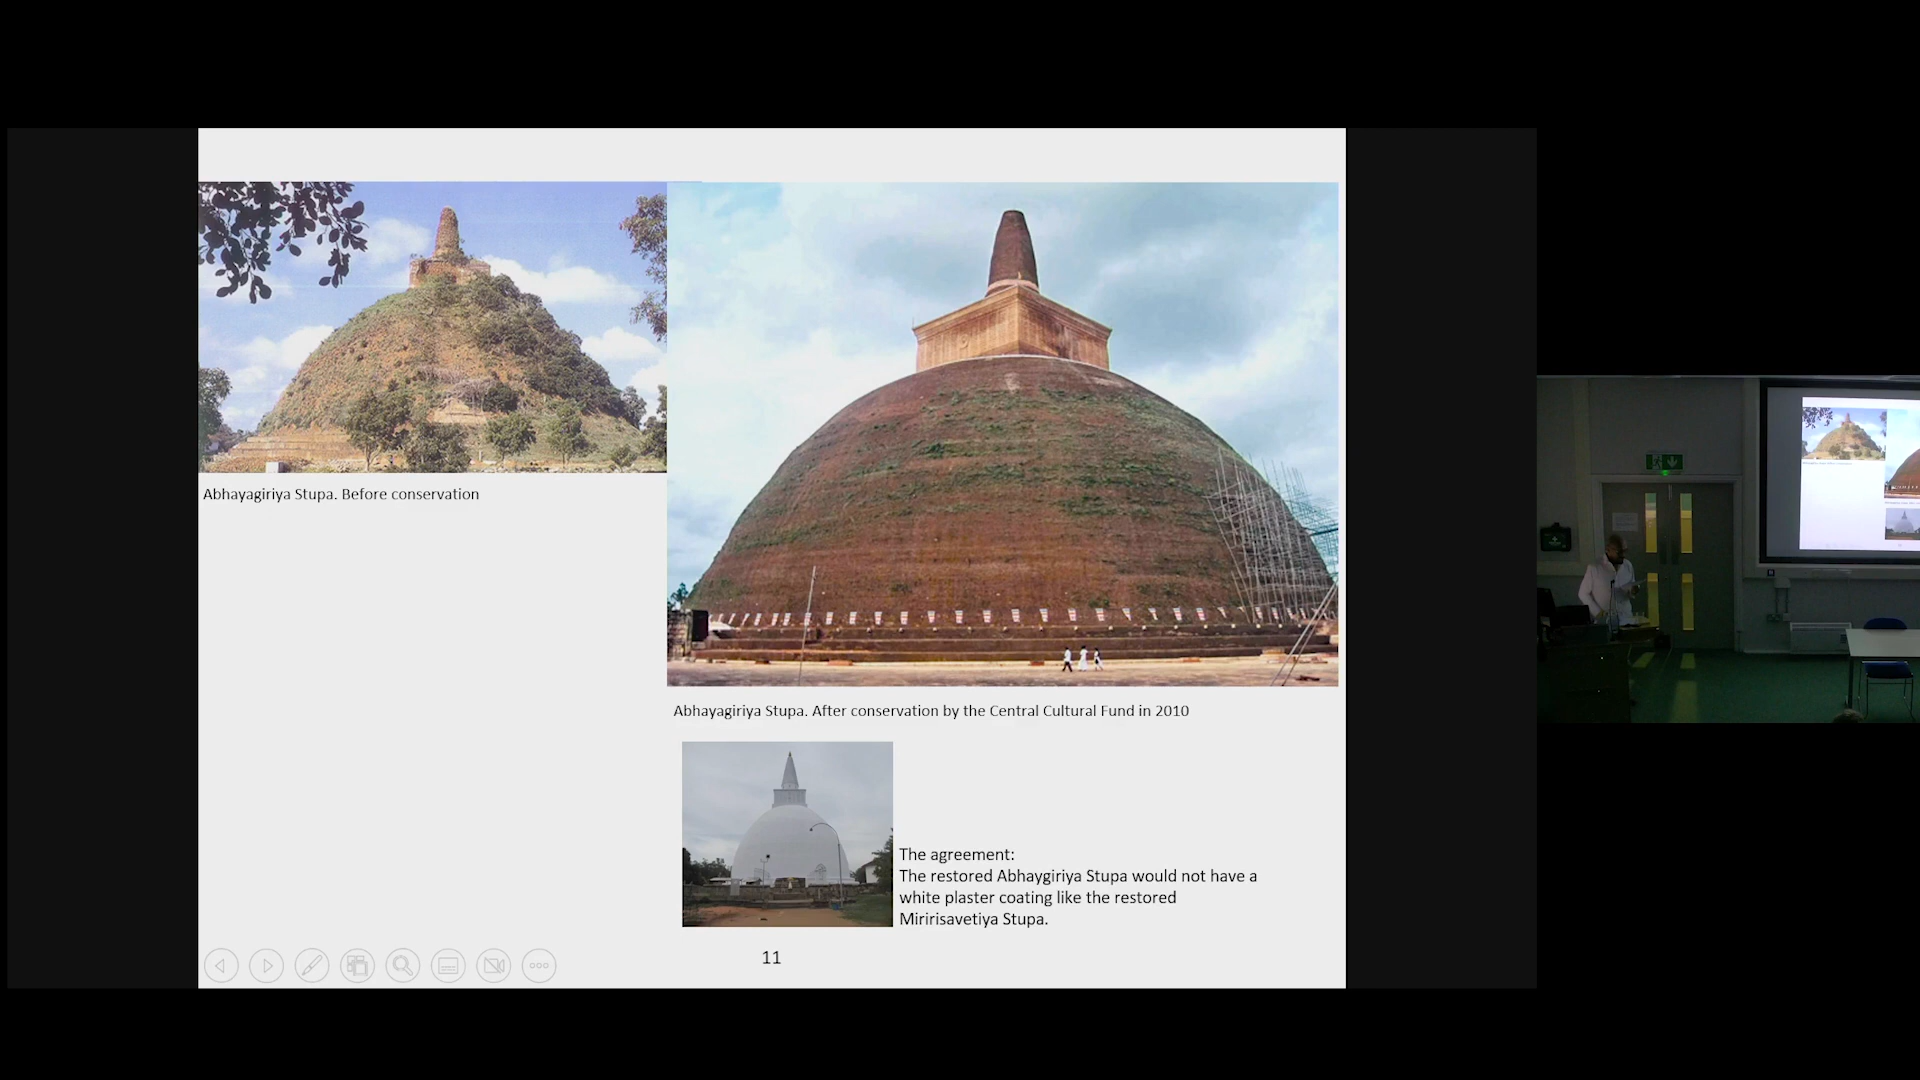 Abhayagiriya Stupa. Before conservation
Abhayagiriya Stupa. After conservation by the Central Cultural Fund in 2010
The agreement:
The restored Abhaygiriya Stupa would not have a
white plaster coating like the restored
Miririsavetiya Stupa.
11